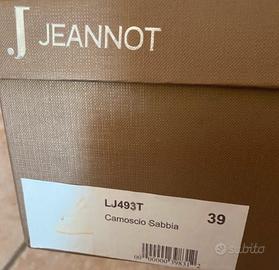 J JEANNOT
LJ493T
Camoscio Sabbia
39
subito